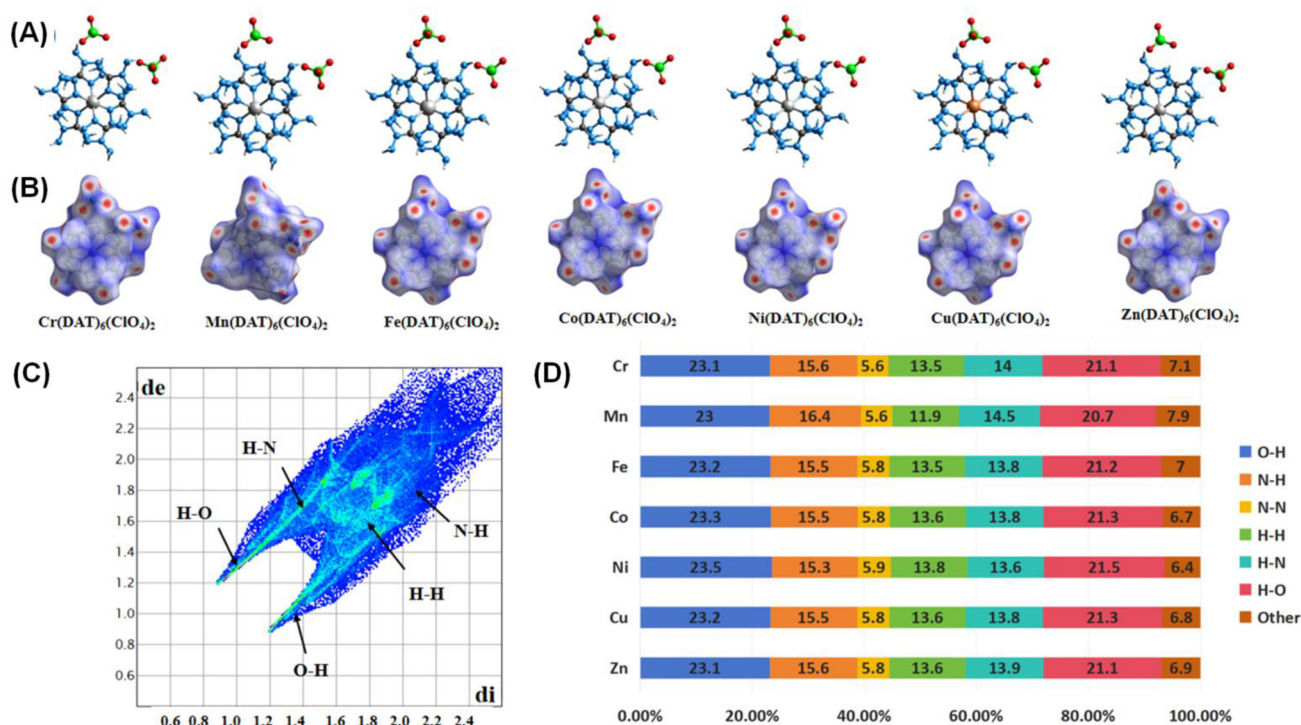 (A)
(B)
Cr(DAT)6(ClO4)2 Mn(DAT)6(ClO4)2 Fe(DAT)6(ClO4)2 Co(DAT)6(ClO4)2 Ni(DAT)6(ClO4)2 Cu(DAT)6(ClO4)2 Zn(DAT)6(ClO4)2
(C)
de
2.4
2.2
2.0
1.8
1.6
1.4
1.2
1.0
0.8
0.6
H-N
H-O
N-H
H-H
O-H
di
0.6 0.8 1.0 1.2 1.4 1.6 1.8 2.0 2.2 2.4
(D)
Cr 23.1 15.6 5.6 13.5 14 21.1 7.1
Mn 23 16.4 5.6 11.9 14.5 20.7 7.9
Fe 23.2 15.5 5.8 13.5 13.8 21.2 7
Co 23.3 15.5 5.8 13.6 13.8 21.3 6.7
Ni 23.5 15.3 5.9 13.8 13.6 21.5 6.4
Cu 23.2 15.5 5.8 13.6 13.8 21.3 6.8
Zn 23.1 15.6 5.8 13.6 13.9 21.1 6.9
0.00% 20.00% 40.00% 60.00% 80.00% 100.00%
O-H
N-H
N-N
H-H
H-N
H-O
Other